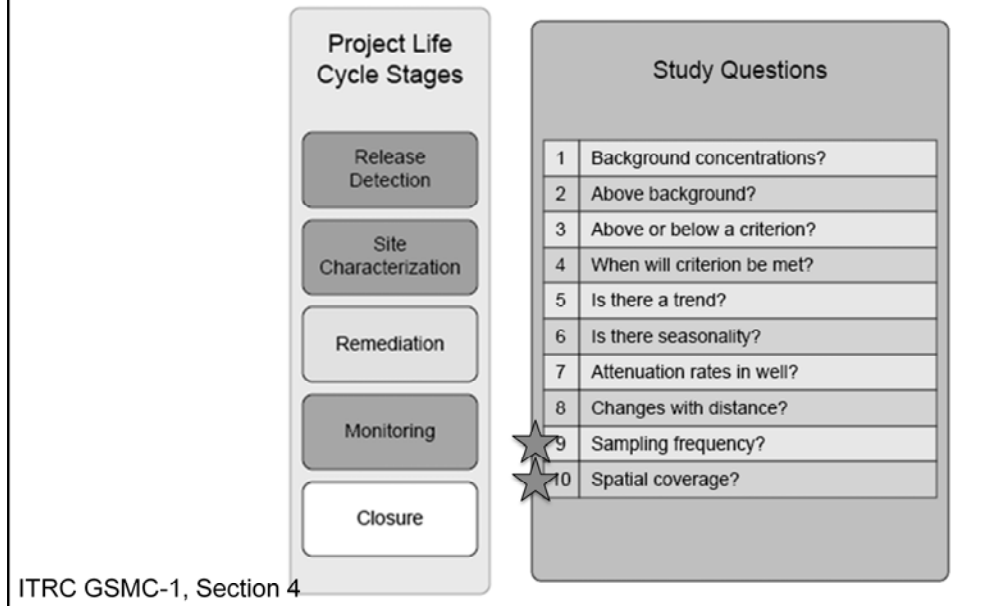 Project Life
Cycle Stages
Release
Detection
Site
Characterization
Remediation
Monitoring
Closure
Study Questions
1 Background concentrations?
2 Above background?
3 Above or below a criterion?
4 When will criterion be met?
5 Is there a trend?
6 Is there seasonality?
7 Attenuation rates in well?
8 Changes with distance?
9 Sampling frequency?
10 Spatial coverage?
ITRC GSMC-1, Section 4